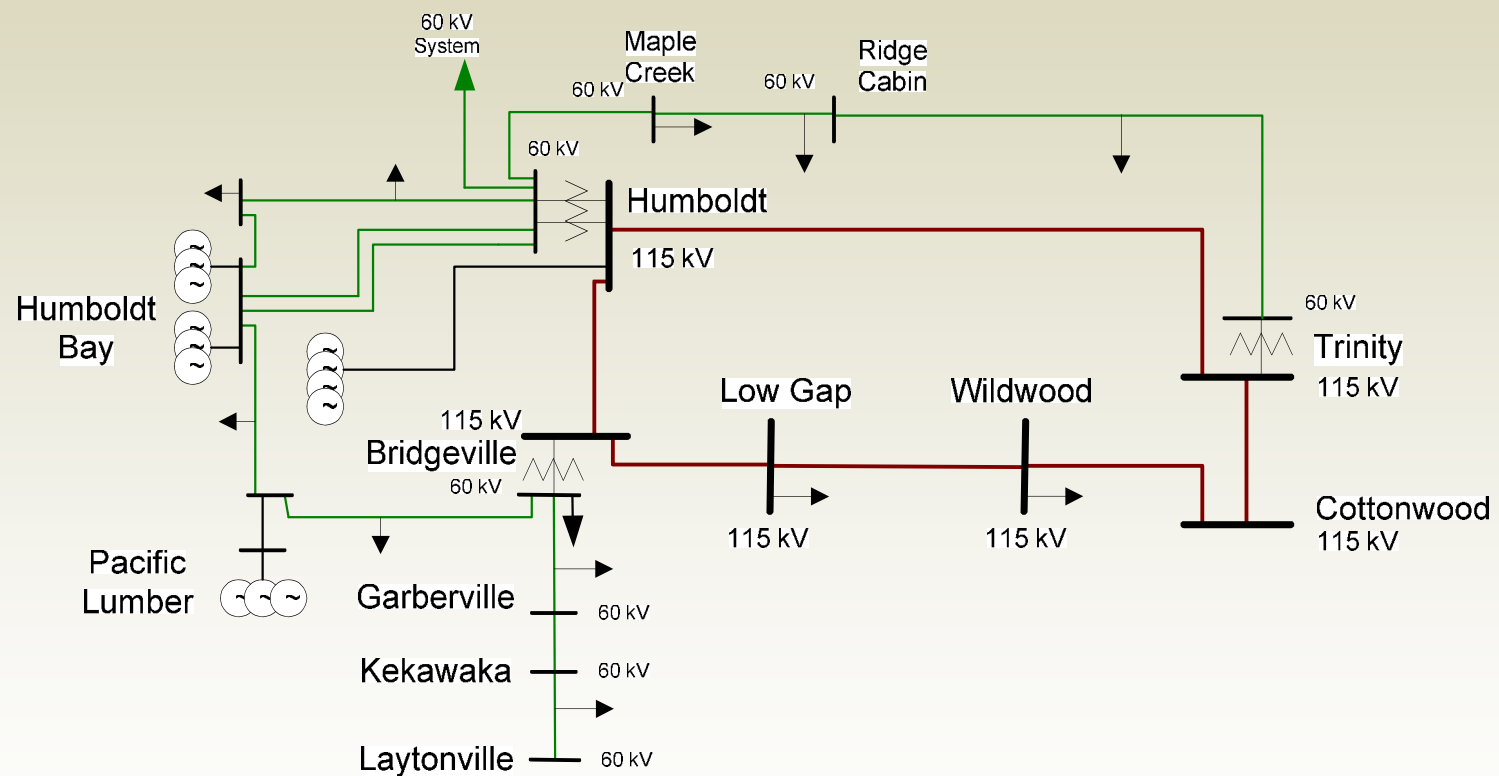 60 kV
System
Maple
Creek
60 kV
60 kV
Ridge
Cabin
60 kV
Humboldt
115 kV
Humboldt
Bay
~
~
~
~
~
~
~
~
~
~
60 kV
Trinity
115 kV
115 kV
Bridgeville
60 kV
Low Gap
115 kV
Wildwood
115 kV
Cottonwood
115 kV
Pacific
Lumber
~ ~ ~
Garberville
60 kV
Kekawaka
60 kV
Laytonville
60 kV